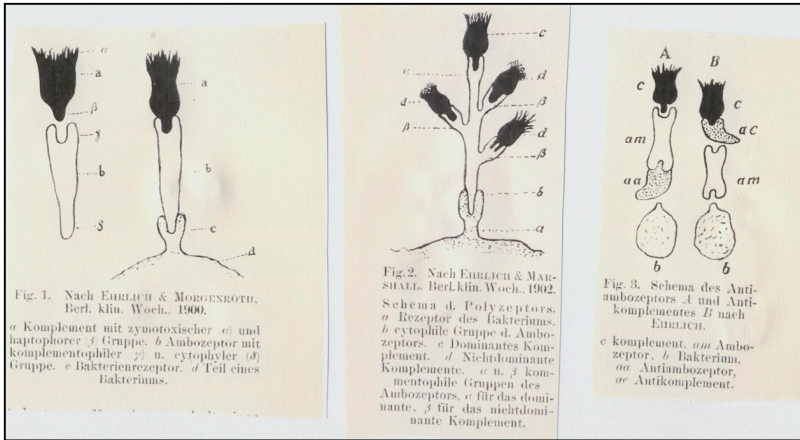 α
a
β
γ
b
δ
a
b
c
d
Fig. 1. Nach EHRLICH & MORGENROTH,
Berl. klin. Woch., 1900.
a Komplement mit zymotoxischer (α) und
haptophorer (β) Gruppe. b Ambozeptor mit
komplementophiler γ) u. cytophyler (δ)
Gruppe. c Bakterienrezeptor. d Teil eines
Bakteriums.
c
α
d
d
β
β
d
β
b
a
Fig. 2. Nach EHRLICH & MAR-
SHALL. Berl. klin. Woch., 1902.
Schema d. Polyzeptors.
a Rezeptor des Bakteriums.
b cytophile Gruppe d. Ambo-
zeptors. c Dominantes Kom-
plement. d Nichtdominante
Komplemente. α u. β kom-
mentophile Gruppen des
Ambozeptors, α für das domi-
nante, β für das nichtdomi-
nante Komplement.
A B
c
c
am
ac
aa
am
b b
Fig. 3. Schema des Anti-
ambozeptors A und Anti-
komplementes B nach
EHRLICH.
c komplement, am Ambo-
zeptor, b Bakterium,
aa Antiambozeptor,
ac Antikomplement.